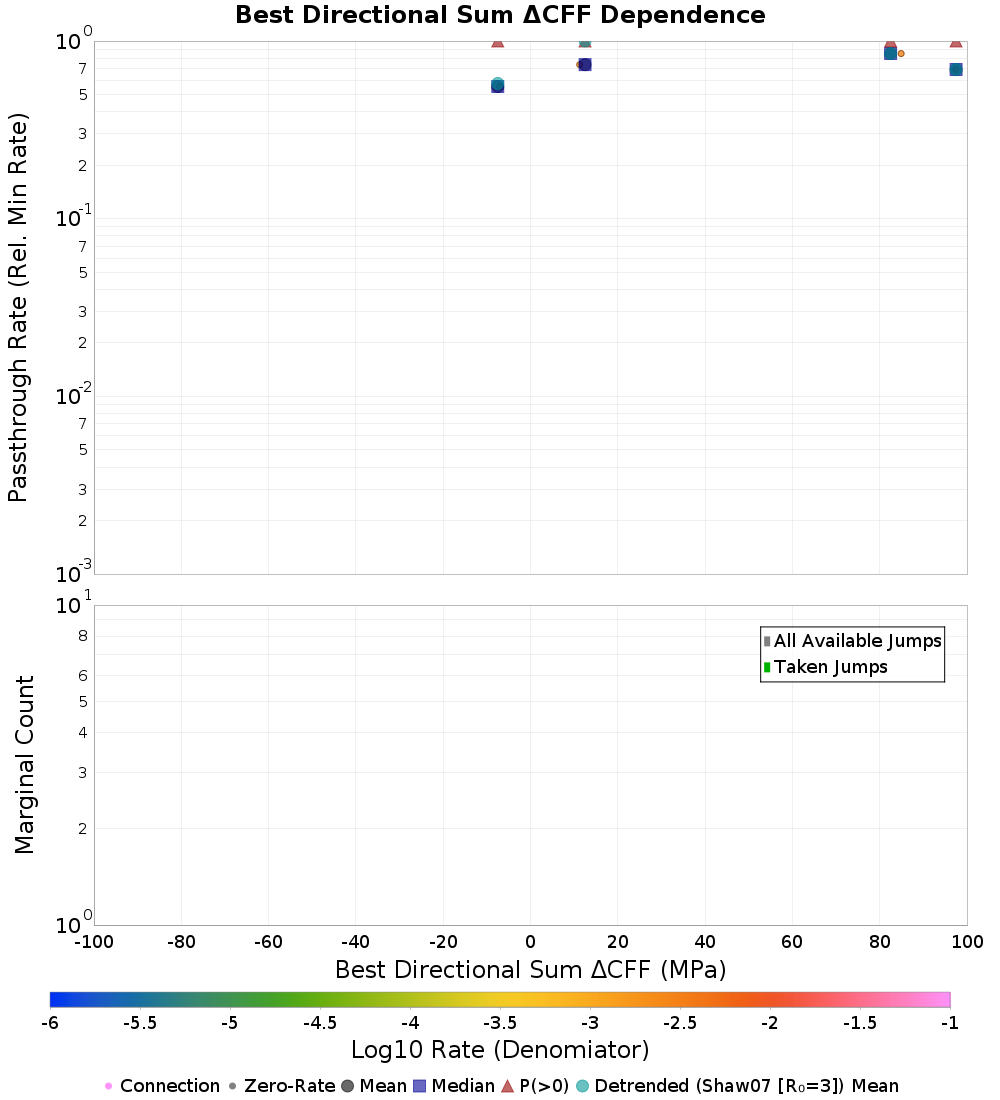 Best Directional Sum ΔCFF Dependence
Passthrough Rate (Rel. Min Rate)
10^0
7
5
3
2
10^-1
7
5
3
2
10^-2
7
5
3
2
10^-3
Marginal Count
10^1
8
6
5
4
3
2
10^0
All Available Jumps
Taken Jumps
-100 -80 -60 -40 -20 0 20 40 60 80 100
Best Directional Sum ΔCFF (MPa)
-6 -5.5 -5 -4.5 -4 -3.5 -3 -2.5 -2 -1.5 -1
Log10 Rate (Denomiator)
Connection Zero-Rate Mean Median P(>0) Detrended (Shaw07 [R₀=3]) Mean